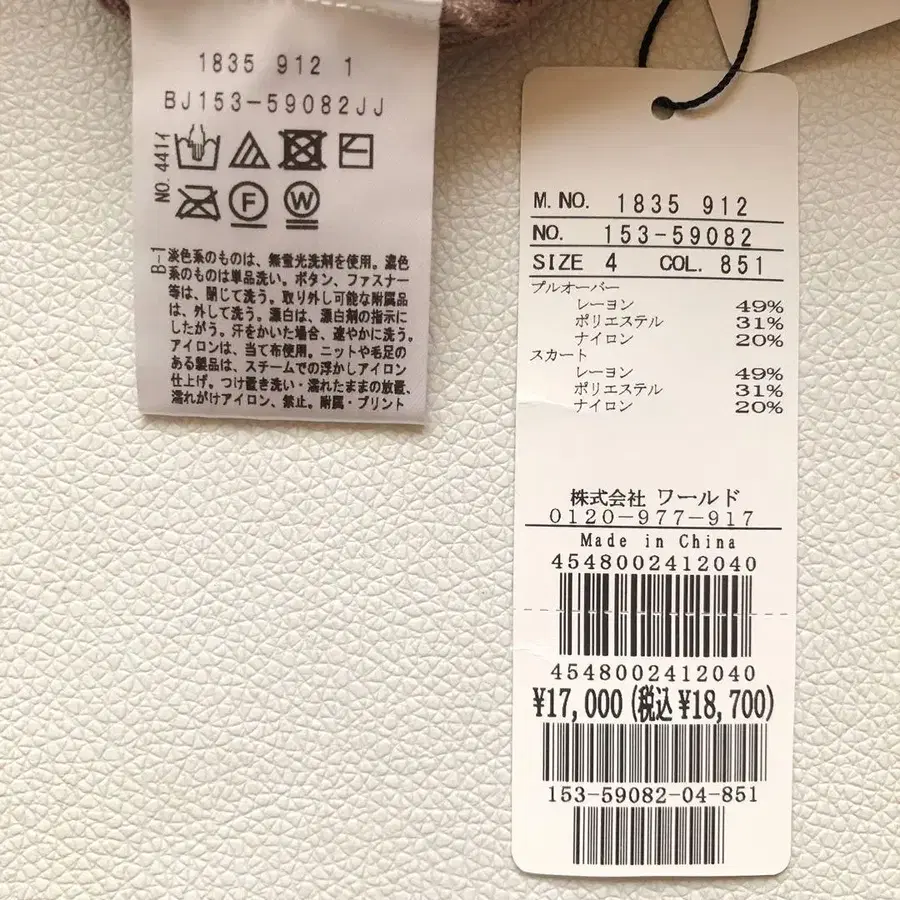 1835 912 1
BJ153-59082JJ
NO. 441イ
F W
B-1
淡色系のものは、無蛍光洗剤を使用。濃色
系のものは単品洗い。ボタン、ファスナー
等は、閉じて洗う。取り外し可能な附属品
は、外して洗う。漂白は、漂白剤の指示に
したがう。汗をかいた場合、速やかに洗う。
アイロンは、当て布使用。ニットや毛足の
ある製品は、スチームでの浮かしアイロン
仕上げ。つけ置き洗い・濡れたままの放置、
濡れがけアイロン、禁止。附属・プリント
M. NO. 1835 912
NO. 153-59082
SIZE 4 COL. 851
プルオーバー
レーヨン 49%
ポリエステル 31%
ナイロン 20%
スカート
レーヨン 49%
ポリエステル 31%
ナイロン 20%
株式会社 ワールド
0120-977-917
Made in China
4548002412040
4548002412040
¥17,000(税込¥18,700)
153-59082-04-851